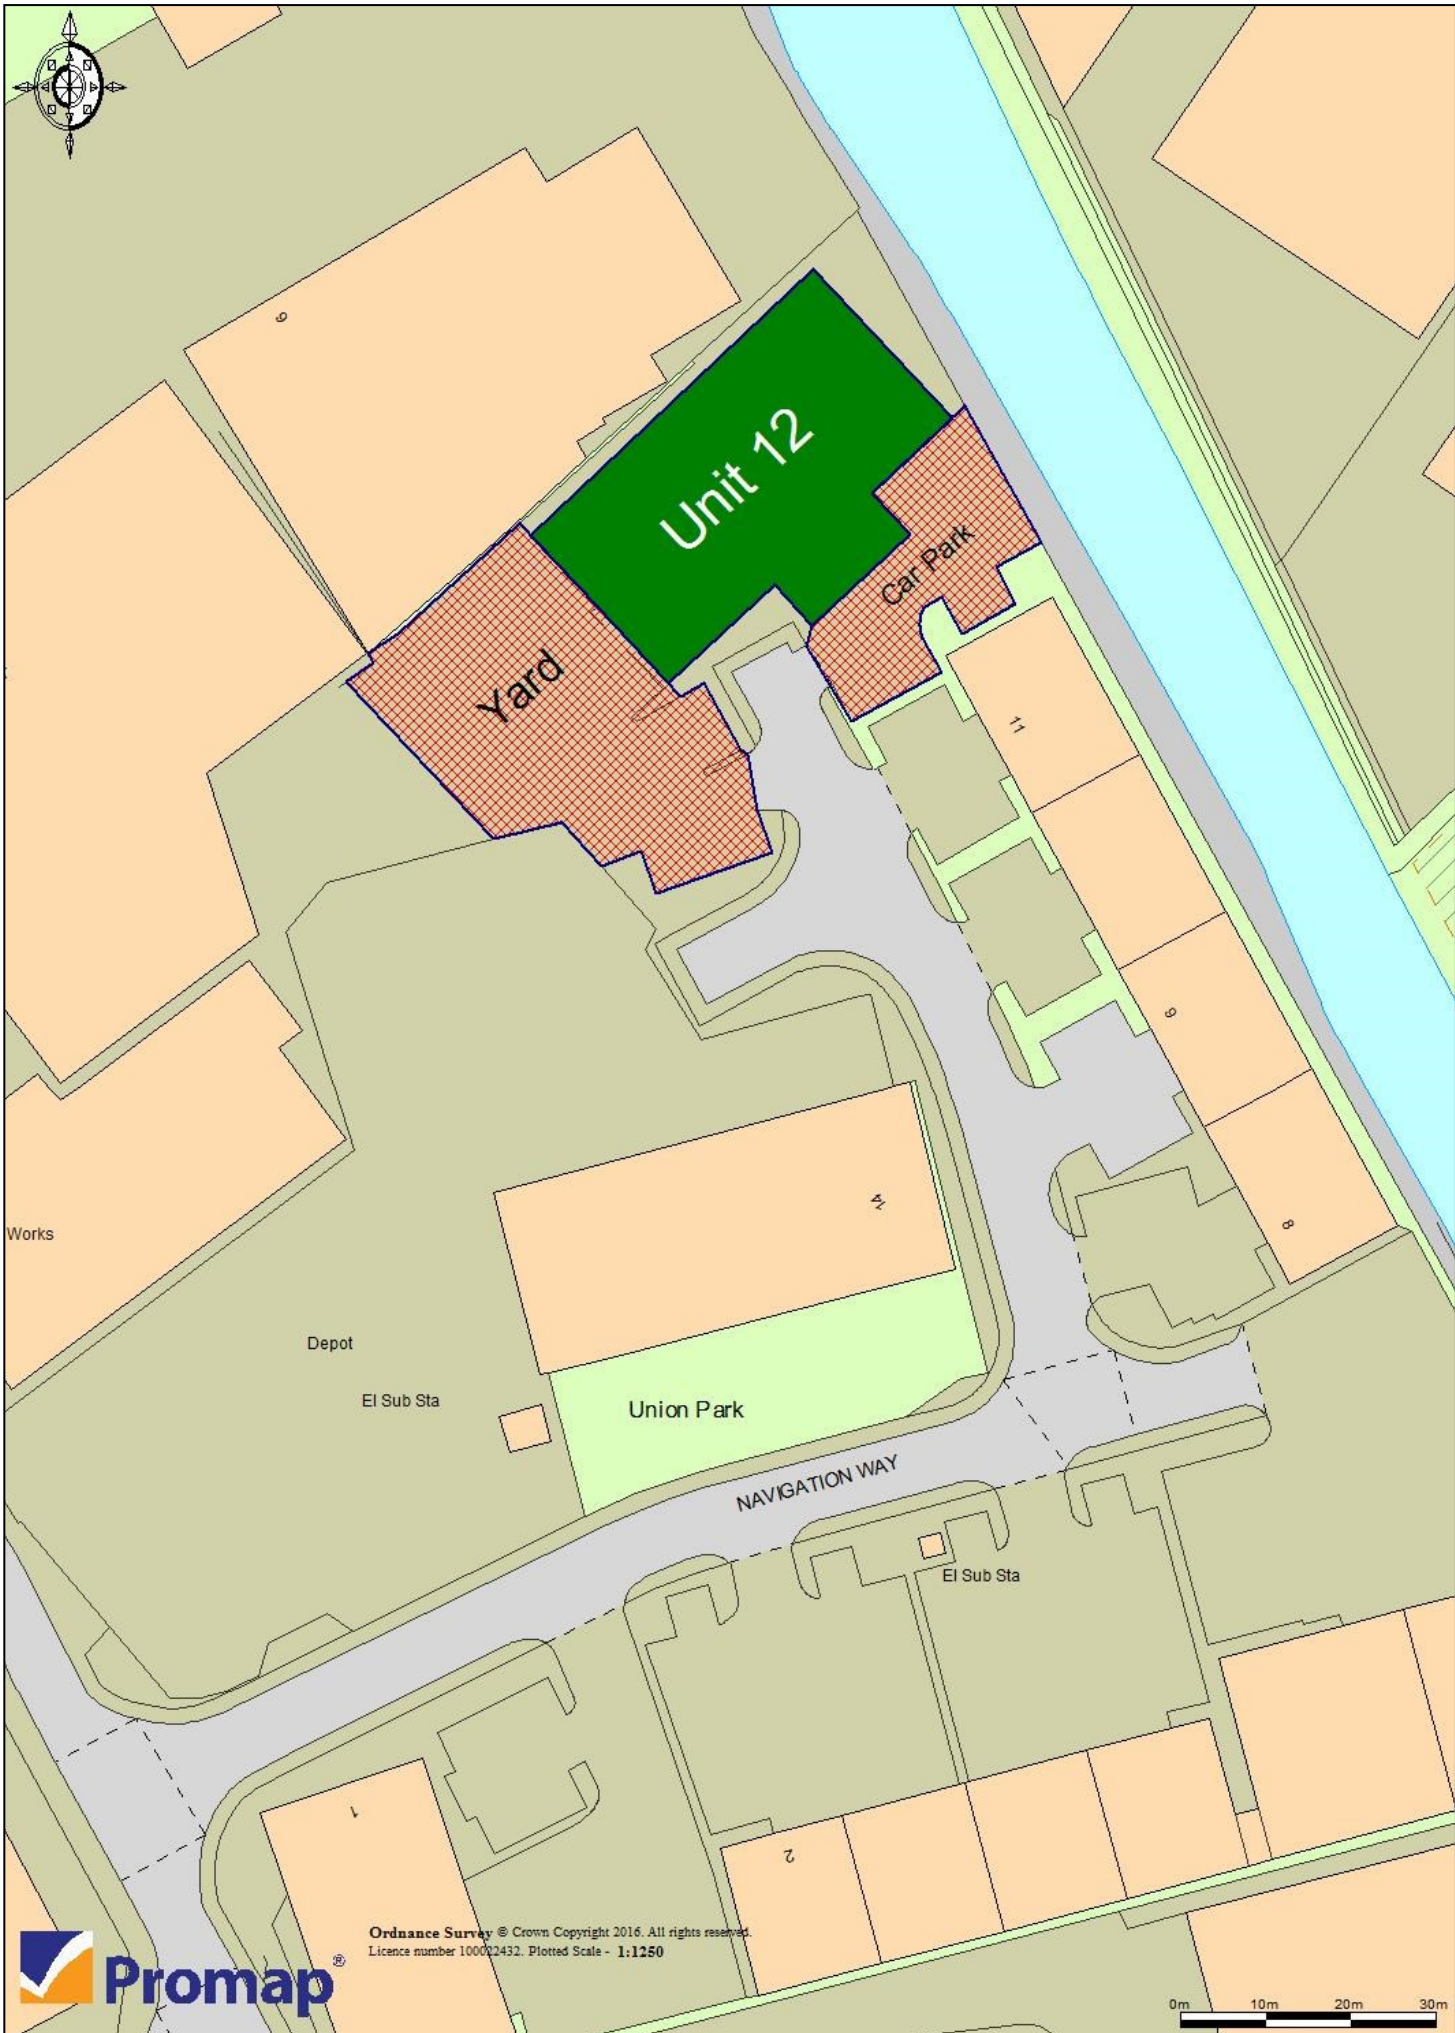 6
Unit 12
Car Park
Yard
11
9
14
8
Works
Depot
El Sub Sta
Union Park
NAVIGATION WAY
El Sub Sta
1
2
Promap®
Ordnance Survey © Crown Copyright 2016. All rights reserved.
Licence number 100022432. Plotted Scale - 1:1250
0m 10m 20m 30m